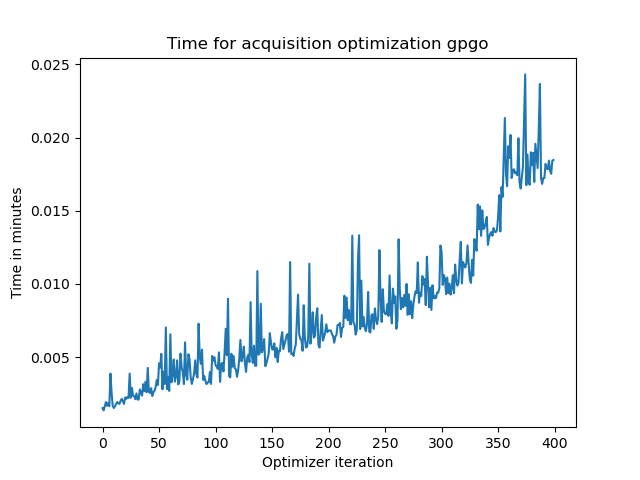 Time for acquisition optimization gpgo
0.025
0.020
0.015
0.010
0.005
Time in minutes
0 50 100 150 200 250 300 350 400
Optimizer iteration